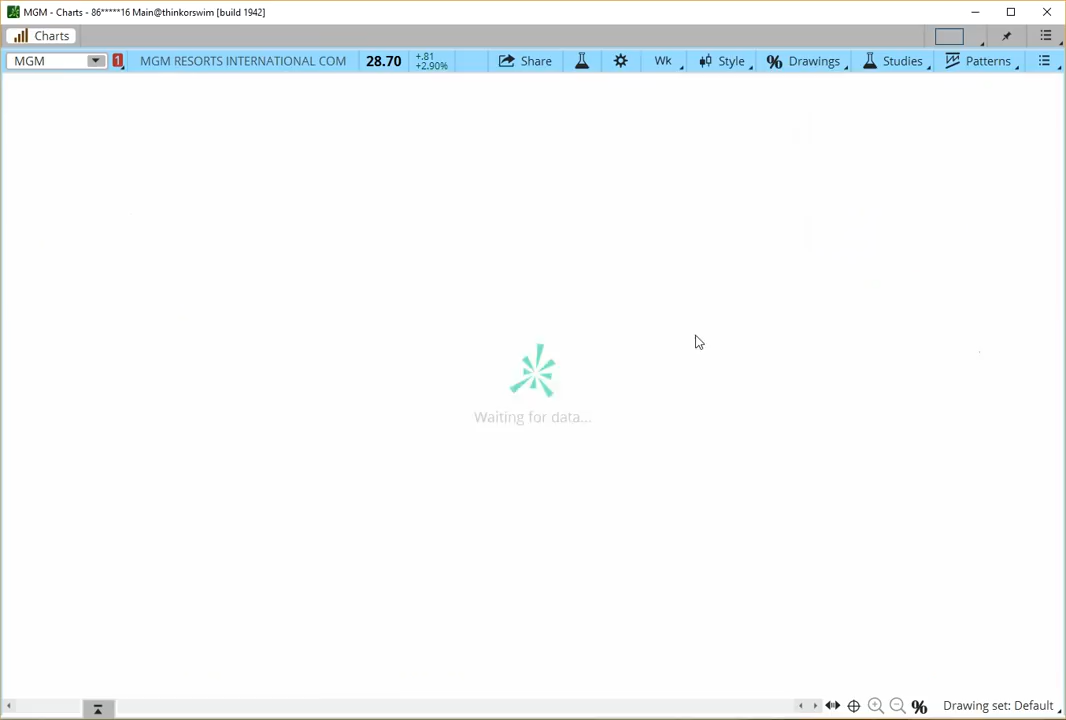 MGM - Charts - 86*****16 Main@thinkorswim [build 1942]
Charts
MGM 1 MGM RESORTS INTERNATIONAL COM 28.70 +.81 +2.90% Share Wk Style % Drawings Studies Patterns
Waiting for data...
% Drawing set: Default